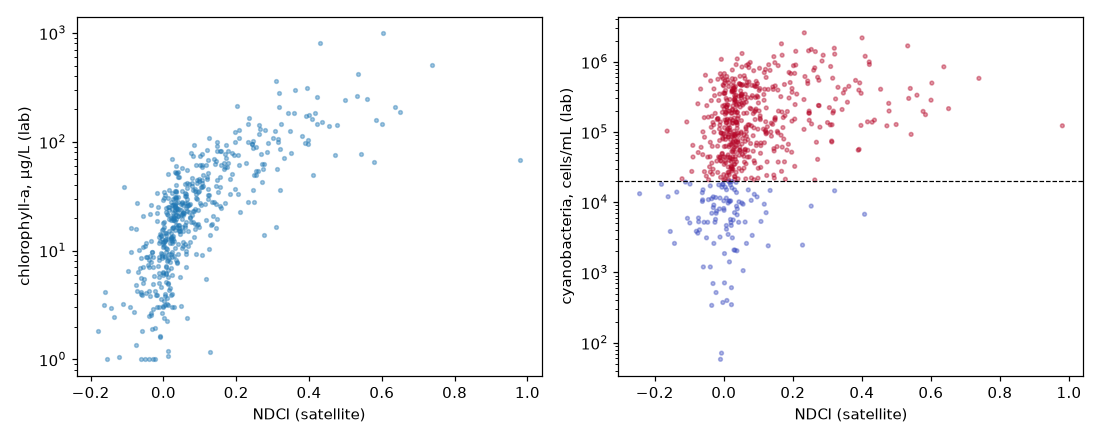 chlorophyll-a, µg/L (lab)
10³
10²
10¹
10⁰
−0.2 0.0 0.2 0.4 0.6 0.8 1.0
NDCI (satellite)
cyanobacteria, cells/mL (lab)
10⁶
10⁵
10⁴
10³
10²
−0.2 0.0 0.2 0.4 0.6 0.8 1.0
NDCI (satellite)